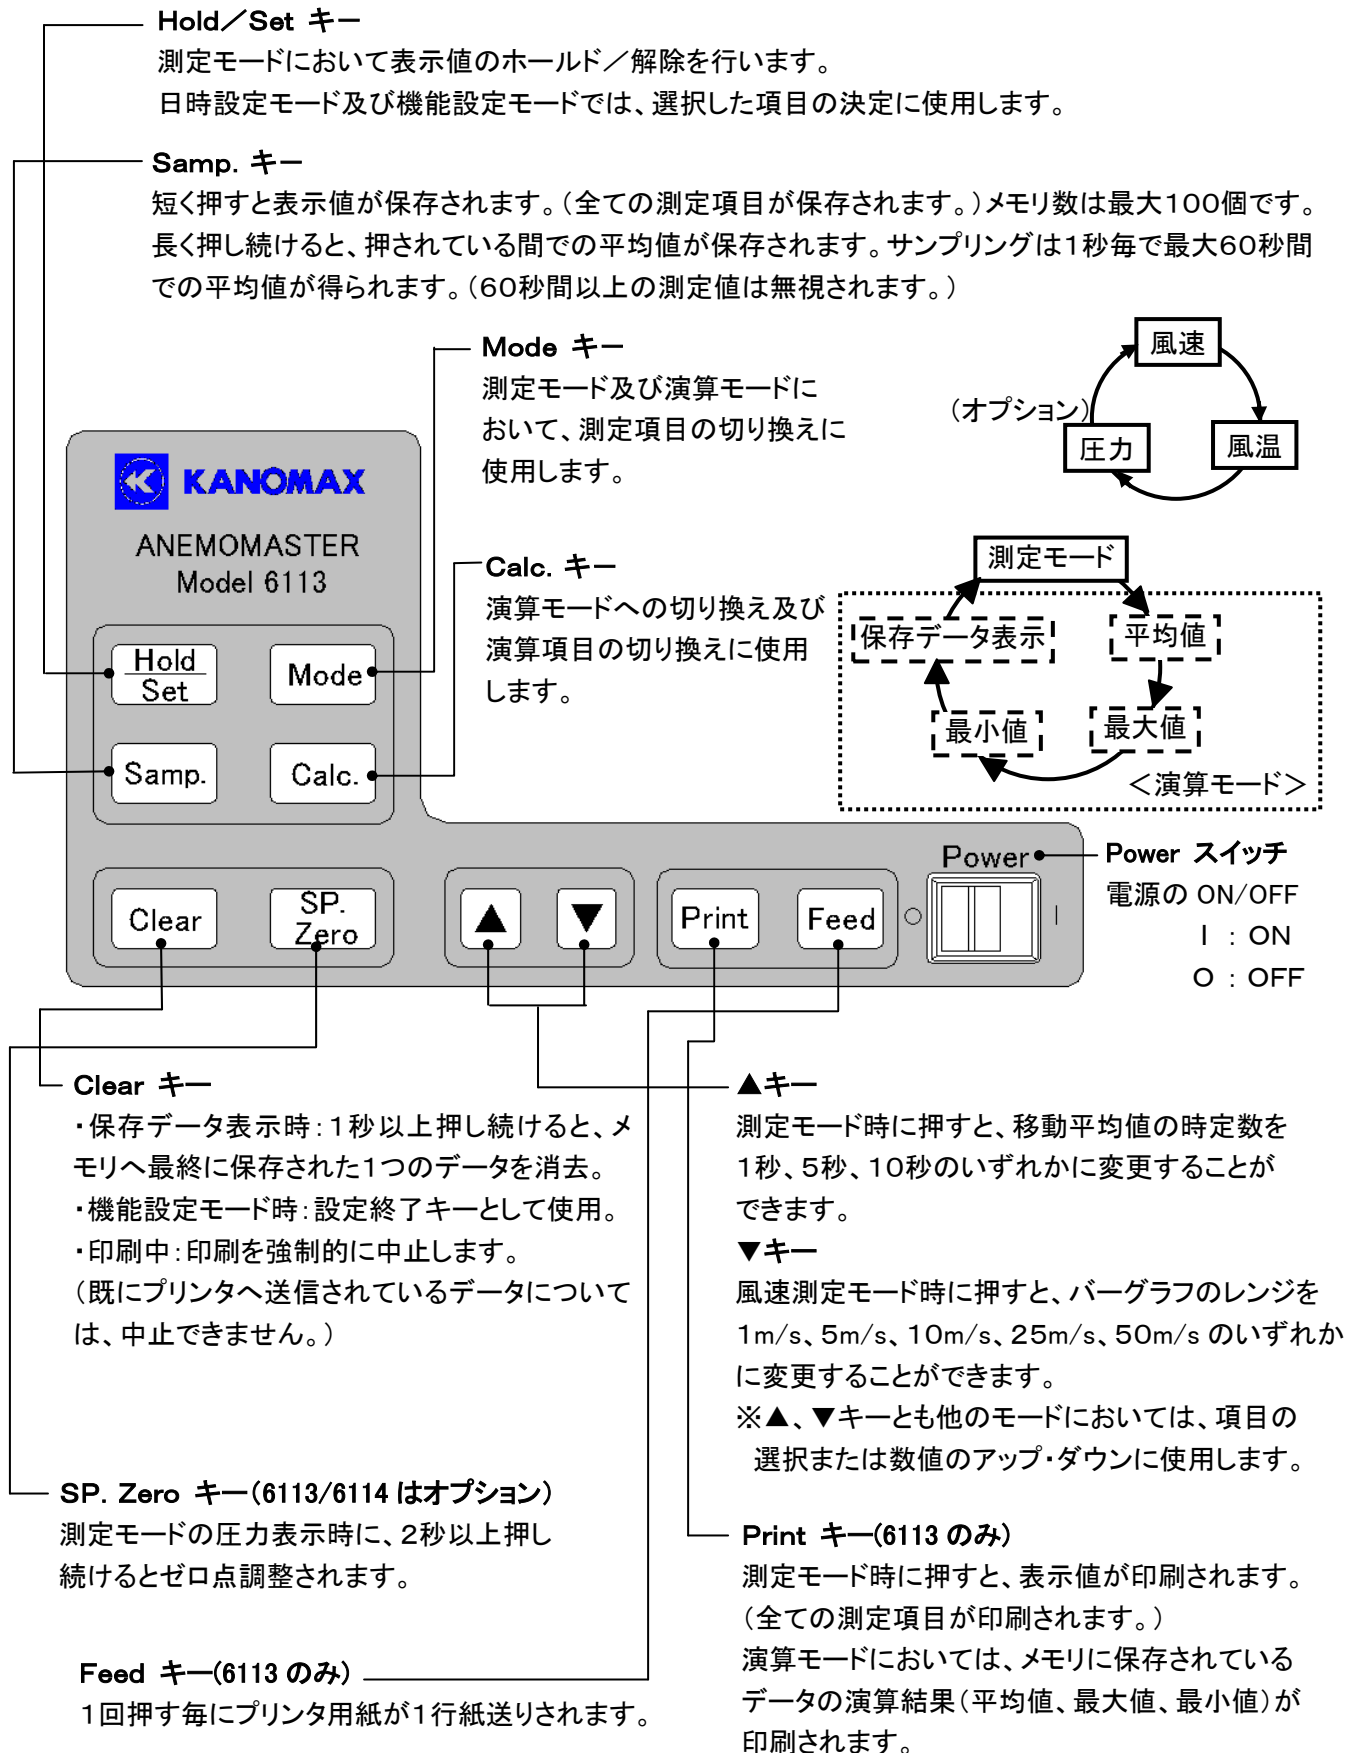 Hold／Set キー
測定モードにおいて表示値のホールド／解除を行います。
日時設定モード及び機能設定モードでは、選択した項目の決定に使用します。
Samp. キー
短く押すと表示値が保存されます。（全ての測定項目が保存されます。）メモリ数は最大１００個です。
長く押し続けると、押されている間での平均値が保存されます。サンプリングは１秒毎で最大６０秒間
での平均値が得られます。（６０秒間以上の測定値は無視されます。）
Mode キー
測定モード及び演算モードに
おいて、測定項目の切り換えに
使用します。
風速
（オプション）
圧力
風温
KANOMAX
ANEMOMASTER
Model 6113
Calc. キー
演算モードへの切り換え及び
演算項目の切り換えに使用
します。
測定モード
保存データ表示
平均値
最小値
最大値
＜演算モード＞
Hold
Set
Mode
Samp.
Calc.
Clear
SP.
Zero
▲
▼
Print
Feed
Power
○
｜
Power スイッチ
電源の ON/OFF
Ｉ ： ON
Ｏ ： OFF
Clear キー
・保存データ表示時：１秒以上押し続けると、メ
モリへ最終に保存された１つのデータを消去。
・機能設定モード時：設定終了キーとして使用。
・印刷中：印刷を強制的に中止します。
（既にプリンタへ送信されているデータについて
は、中止できません。）
▲キー
測定モード時に押すと、移動平均値の時定数を
１秒、５秒、１０秒のいずれかに変更することが
できます。
▼キー
風速測定モード時に押すと、バーグラフのレンジを
１m/s、５m/s、１０m/s、２５m/s、５０m/s のいずれか
に変更することができます。
※▲、▼キーとも他のモードにおいては、項目の
選択または数値のアップ・ダウンに使用します。
SP. Zero キー（6113/6114 はオプション）
測定モードの圧力表示時に、２秒以上押し
続けるとゼロ点調整されます。
Print キー(6113 のみ)
測定モード時に押すと、表示値が印刷されます。
（全ての測定項目が印刷されます。）
演算モードにおいては、メモリに保存されている
データの演算結果（平均値、最大値、最小値）が
印刷されます。
Feed キー(6113 のみ)
１回押す毎にプリンタ用紙が１行紙送りされます。